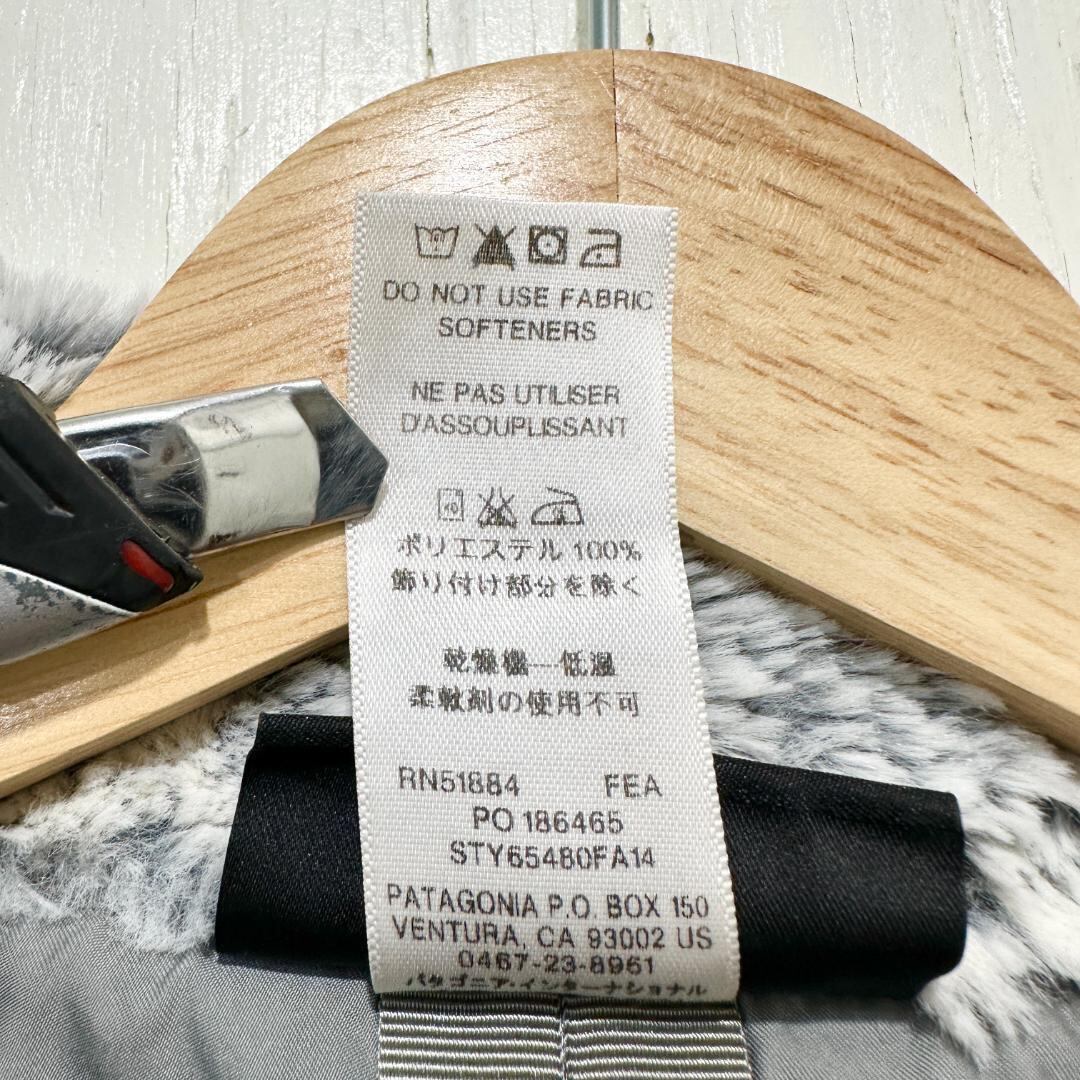 DO NOT USE FABRIC
SOFTENERS
NE PAS UTILISER
D'ASSOUPLISSANT
ポリエステル 100%
飾り付け部分を除く
乾燥機—低温
柔軟剤の使用不可
RN51884 FEA
PO 186465
STY65480FA14
PATAGONIA P.O. BOX 150
VENTURA, CA 93002 US
0467-23-8961
パタゴニア・インターナショナル